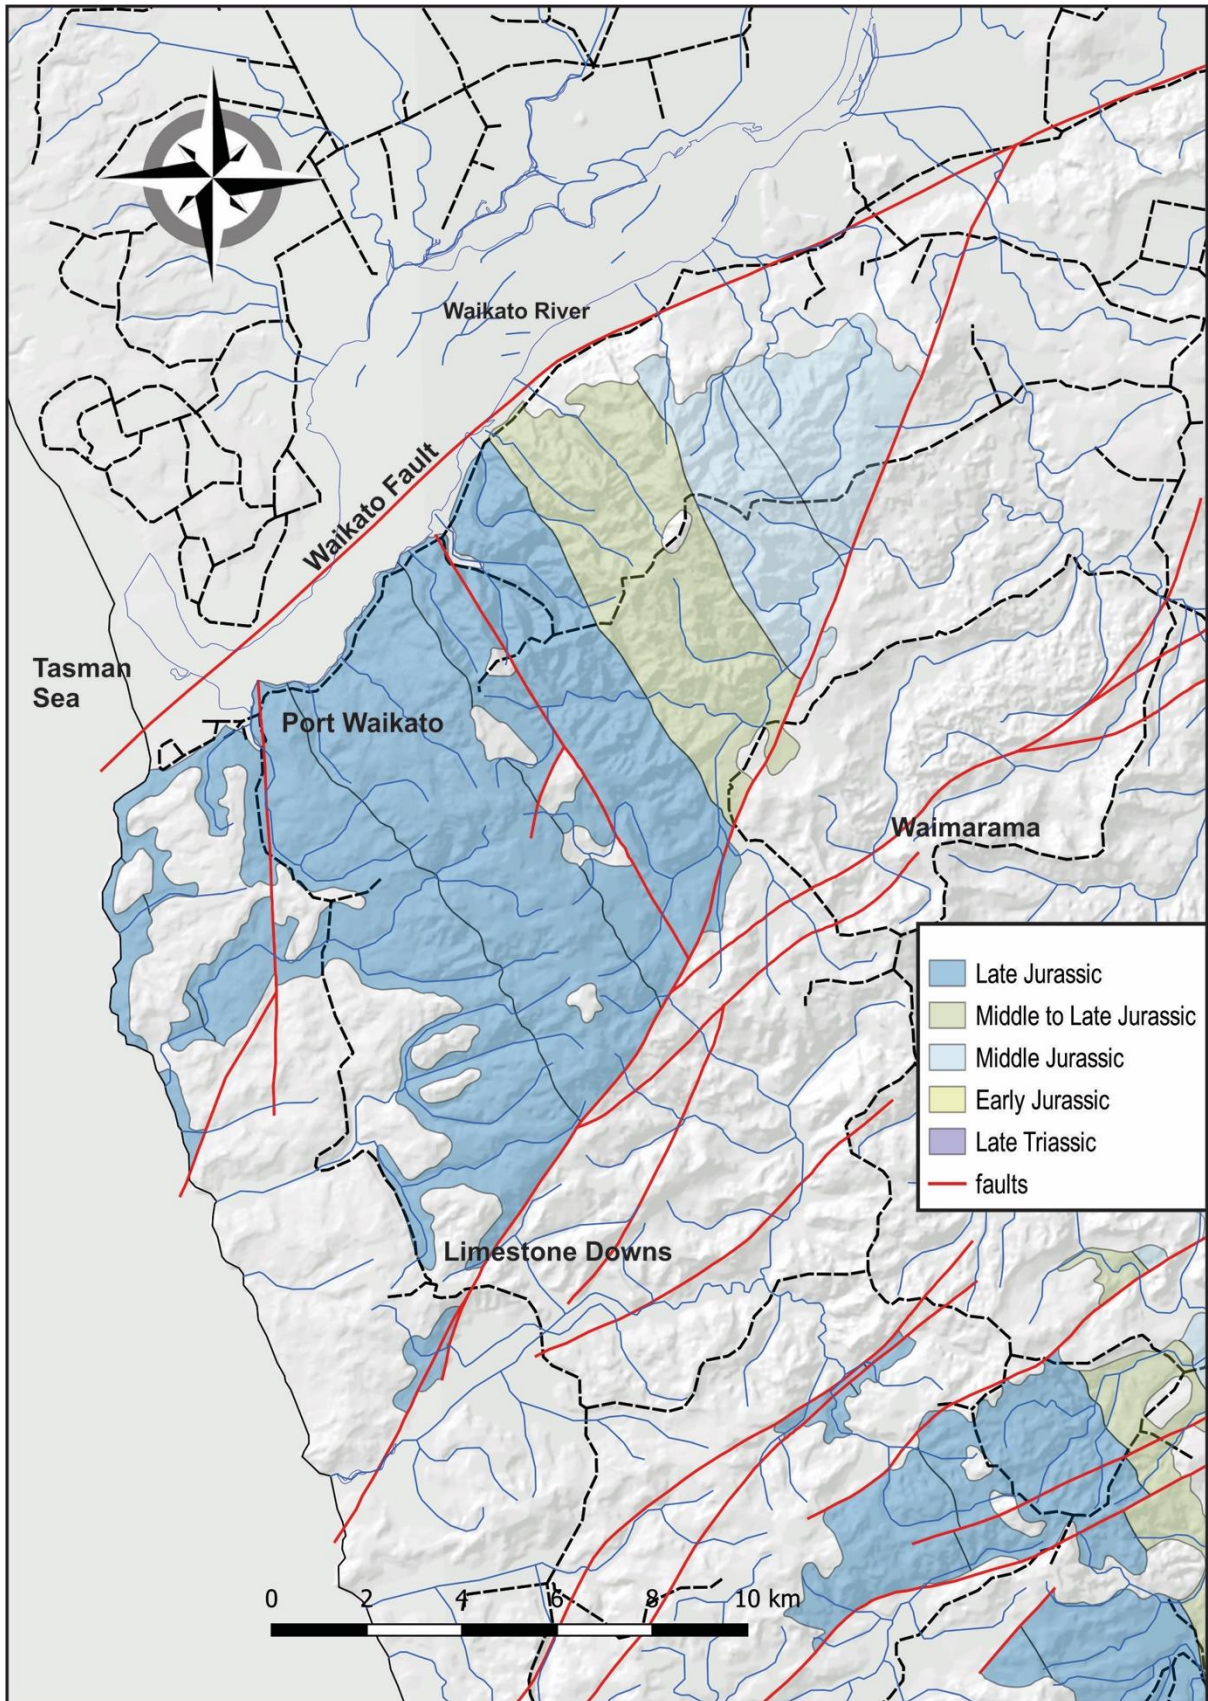 Waikato River
Waikato Fault
Tasman
Sea
Port Waikato
Waimarama
Late Jurassic
Middle to Late Jurassic
Middle Jurassic
Early Jurassic
Late Triassic
faults
Limestone Downs
0 2 4 6 8 10 km